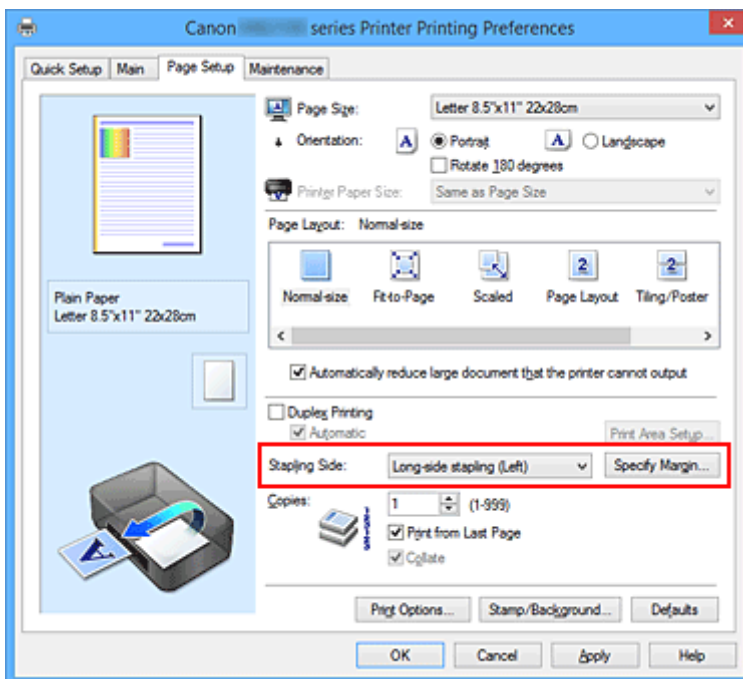 Canon series Printer Printing Preferences
Quick Setup Main Page Setup Maintenance
Page Size: Letter 8.5"x11" 22x28cm
Orientation: A Portrait A Landscape
Rotate 180 degrees
Printer Paper Size: Same as Page Size
Page Layout: Normal-size
2 2
Normal-size Fit-to-Page Scaled Page Layout Tiling/Poster
Plain Paper
Letter 8.5"x11" 22x28cm
Automatically reduce large document that the printer cannot output
Duplex Printing
Automatic Print Area Setup...
Stapling Side: Long-side stapling (Left) Specify Margin...
Copies: 1 (1-999)
Print from Last Page
Collate
A
Print Options... Stamp/Background... Defaults
OK Cancel Apply Help